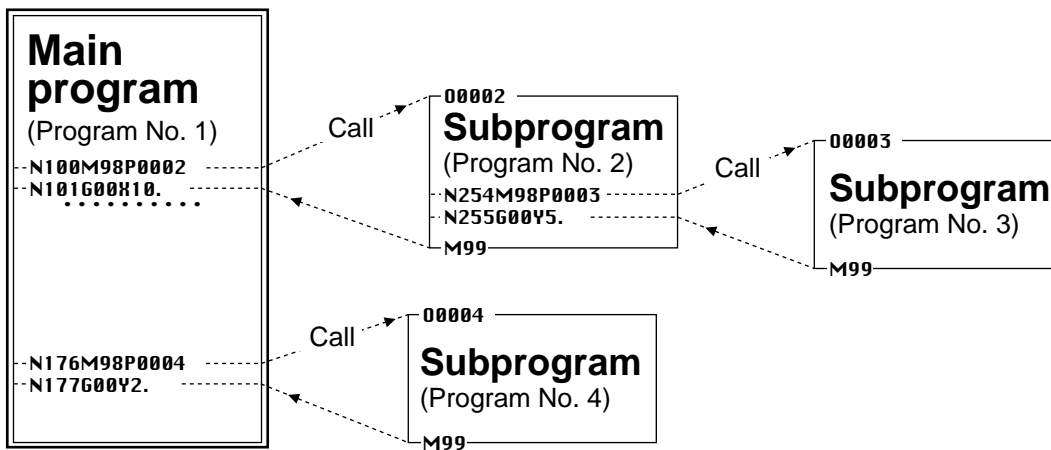 Main
program
(Program No. 1)
N100M98P0002
N101G00X10.
Call
O0002
Subprogram
(Program No. 2)
N254M98P0003
N255G00Y5.
M99
Call
O0003
Subprogram
(Program No. 3)
M99
N176M98P0004
N177G00Y2.
Call
O0004
Subprogram
(Program No. 4)
M99